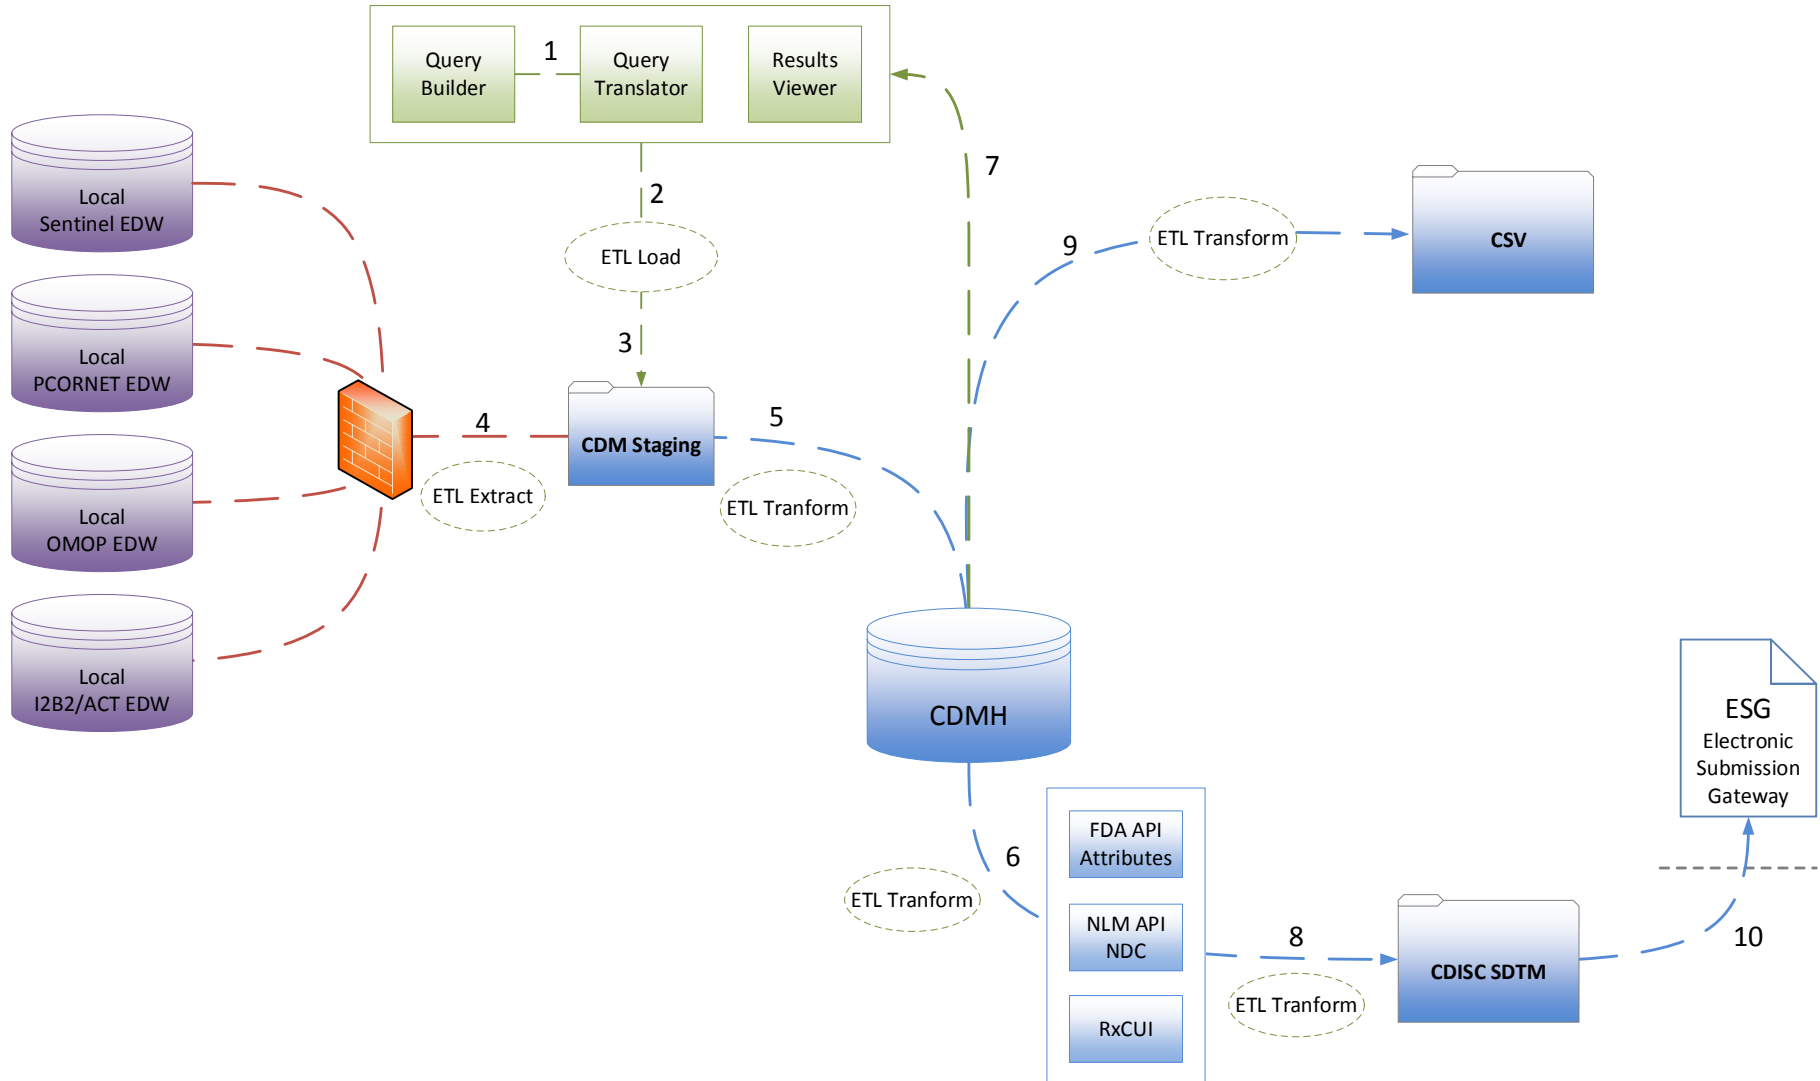 Query
Builder
1
Query
Translator
Results
Viewer
Local
Sentinel EDW
2
7
ETL Load
9
ETL Transform
CSV
Local
PCORNET EDW
3
4
CDM Staging
5
ETL Extract
ETL Tranform
Local
OMOP EDW
Local
I2B2/ACT EDW
CDMH
6
ETL Tranform
FDA API
Attributes
NLM API
NDC
RxCUI
8
ETL Tranform
CDISC SDTM
10
ESG
Electronic
Submission
Gateway